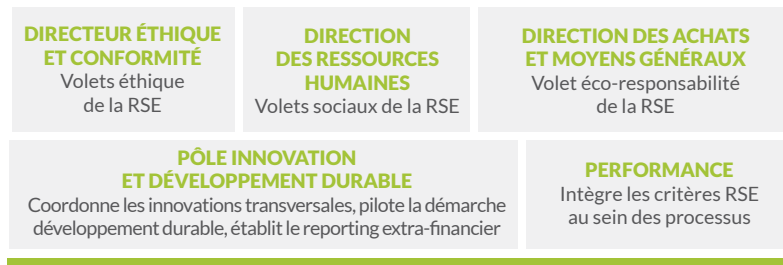 DIRECTEUR ÉTHIQUE
ET CONFORMITÉ
Volets éthique
de la RSE
DIRECTION
DES RESSOURCES
HUMAINES
Volets sociaux de la RSE
DIRECTION DES ACHATS
ET MOYENS GÉNÉRAUX
Volet éco-responsabilité
de la RSE
PÔLE INNOVATION
ET DÉVELOPPEMENT DURABLE
Coordonne les innovations transversales, pilote la démarche
développement durable, établit le reporting extra-financier
PERFORMANCE
Intègre les critères RSE
au sein des processus